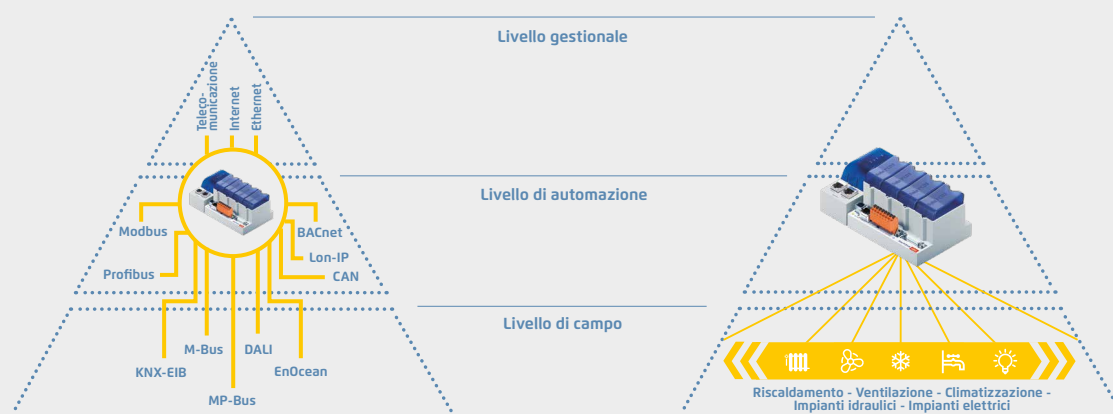 Livello gestionale
Teleco-
municazione
Internet
Ethernet
Livello di automazione
Modbus
BACnet
Lon-IP
Profibus
CAN
Livello di campo
M-Bus
DALI
KNX-EIB
EnOcean
MP-Bus
Riscaldamento - Ventilazione - Climatizzazione -
Impianti idraulici - Impianti elettrici